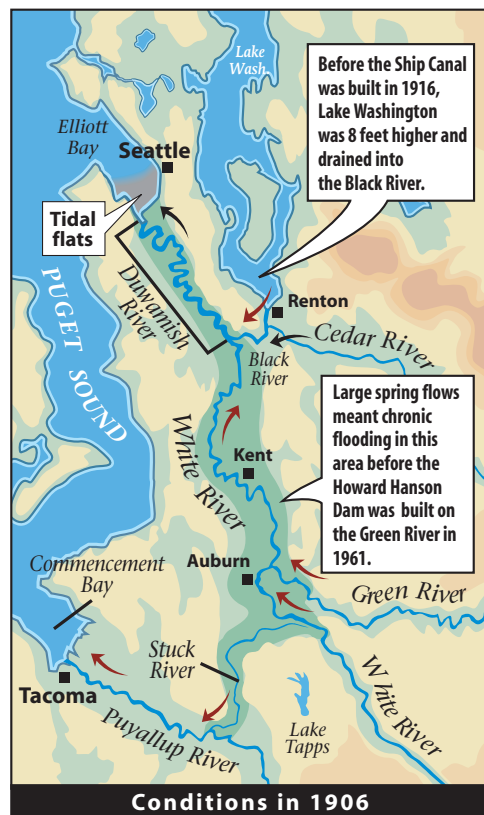 Lake
Wash.
Before the Ship Canal
was built in 1916,
Lake Washington
was 8 feet higher and
drained into
the Black River.
Elliott
Bay
Seattle
Tidal
flats
Duwamish
River
PUGET SOUND
Renton
Cedar River
Black
River
Large spring flows
meant chronic
flooding in this
area before the
Howard Hanson
Dam was built on
the Green River in
1961.
White River
Kent
Auburn
Commencement
Bay
Green River
Stuck
River
White River
Tacoma
Puyallup River
Lake
Tapps
Conditions in 1906